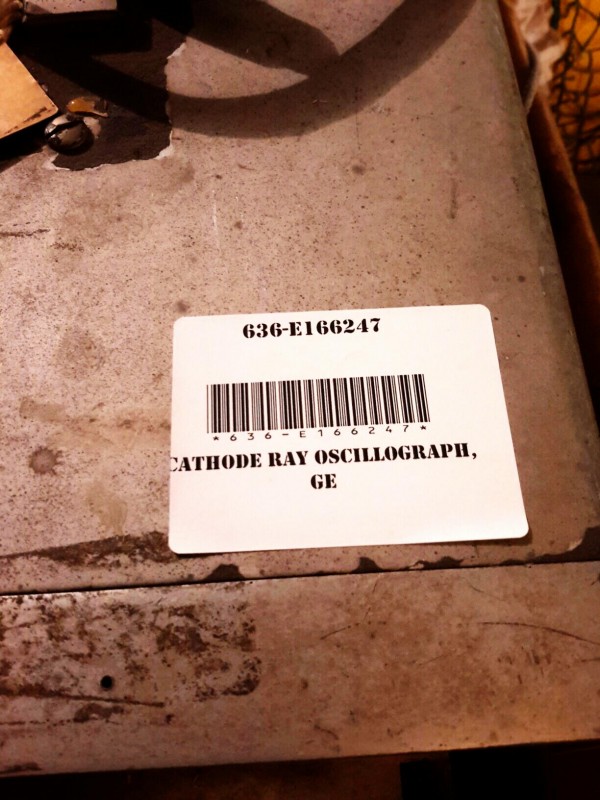 636-E166247
*636-E166247*
CATHODE RAY OSCILLOGRAPH,
GE